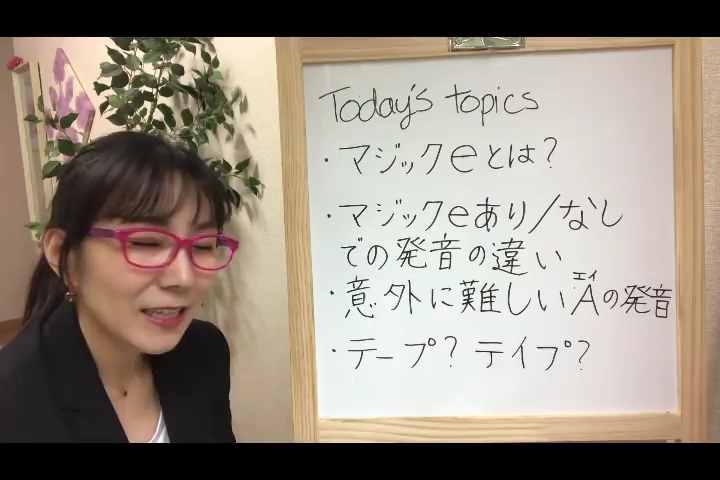 Today's topics
・マジックeとは?
・マジックeあり/なし
での発音の違い
・意外に難しいAの発音
エイ
・テープ? テイプ?